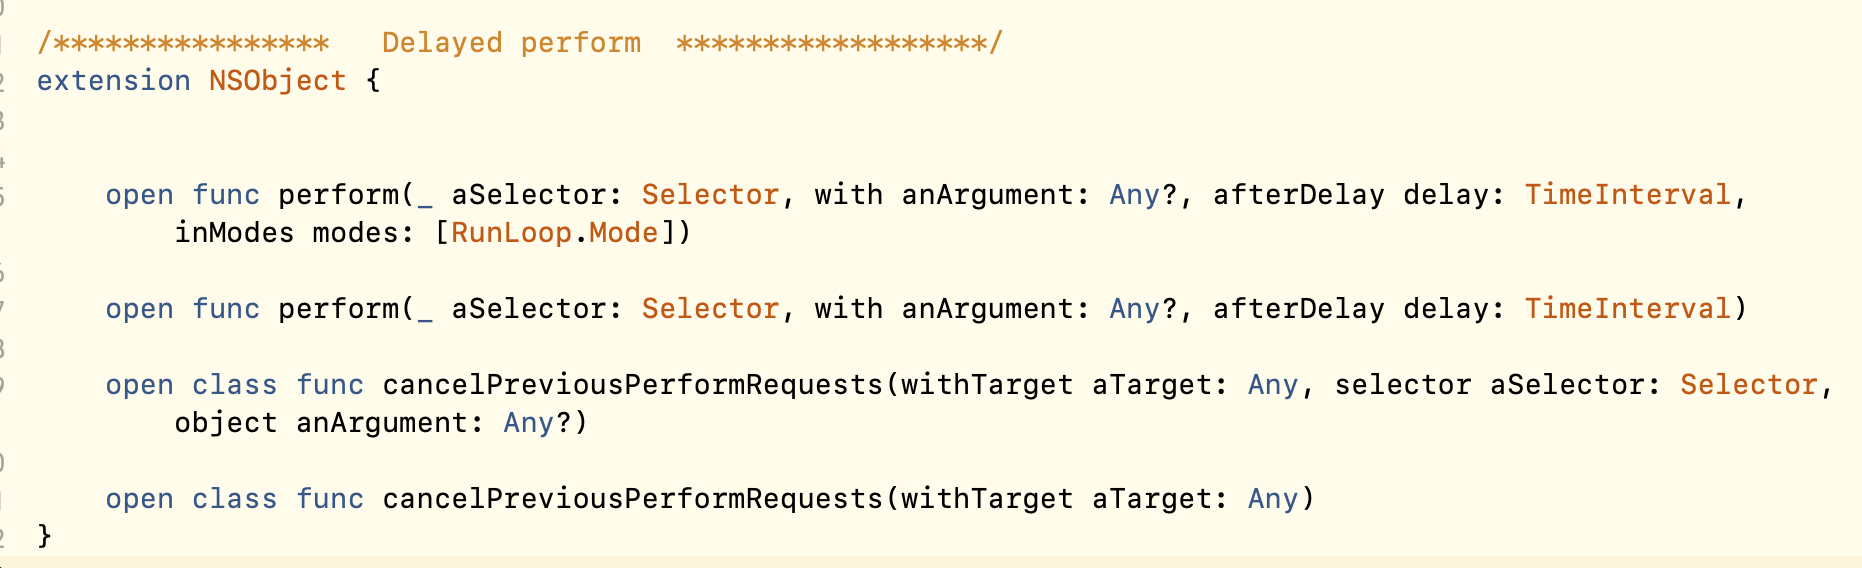 /****************   Delayed perform  ******************/
extension NSObject {
open func perform(_ aSelector: Selector, with anArgument: Any?, afterDelay delay: TimeInterval,
inModes modes: [RunLoop.Mode])
open func perform(_ aSelector: Selector, with anArgument: Any?, afterDelay delay: TimeInterval)
open class func cancelPreviousPerformRequests(withTarget aTarget: Any, selector aSelector: Selector,
object anArgument: Any?)
open class func cancelPreviousPerformRequests(withTarget aTarget: Any)
}